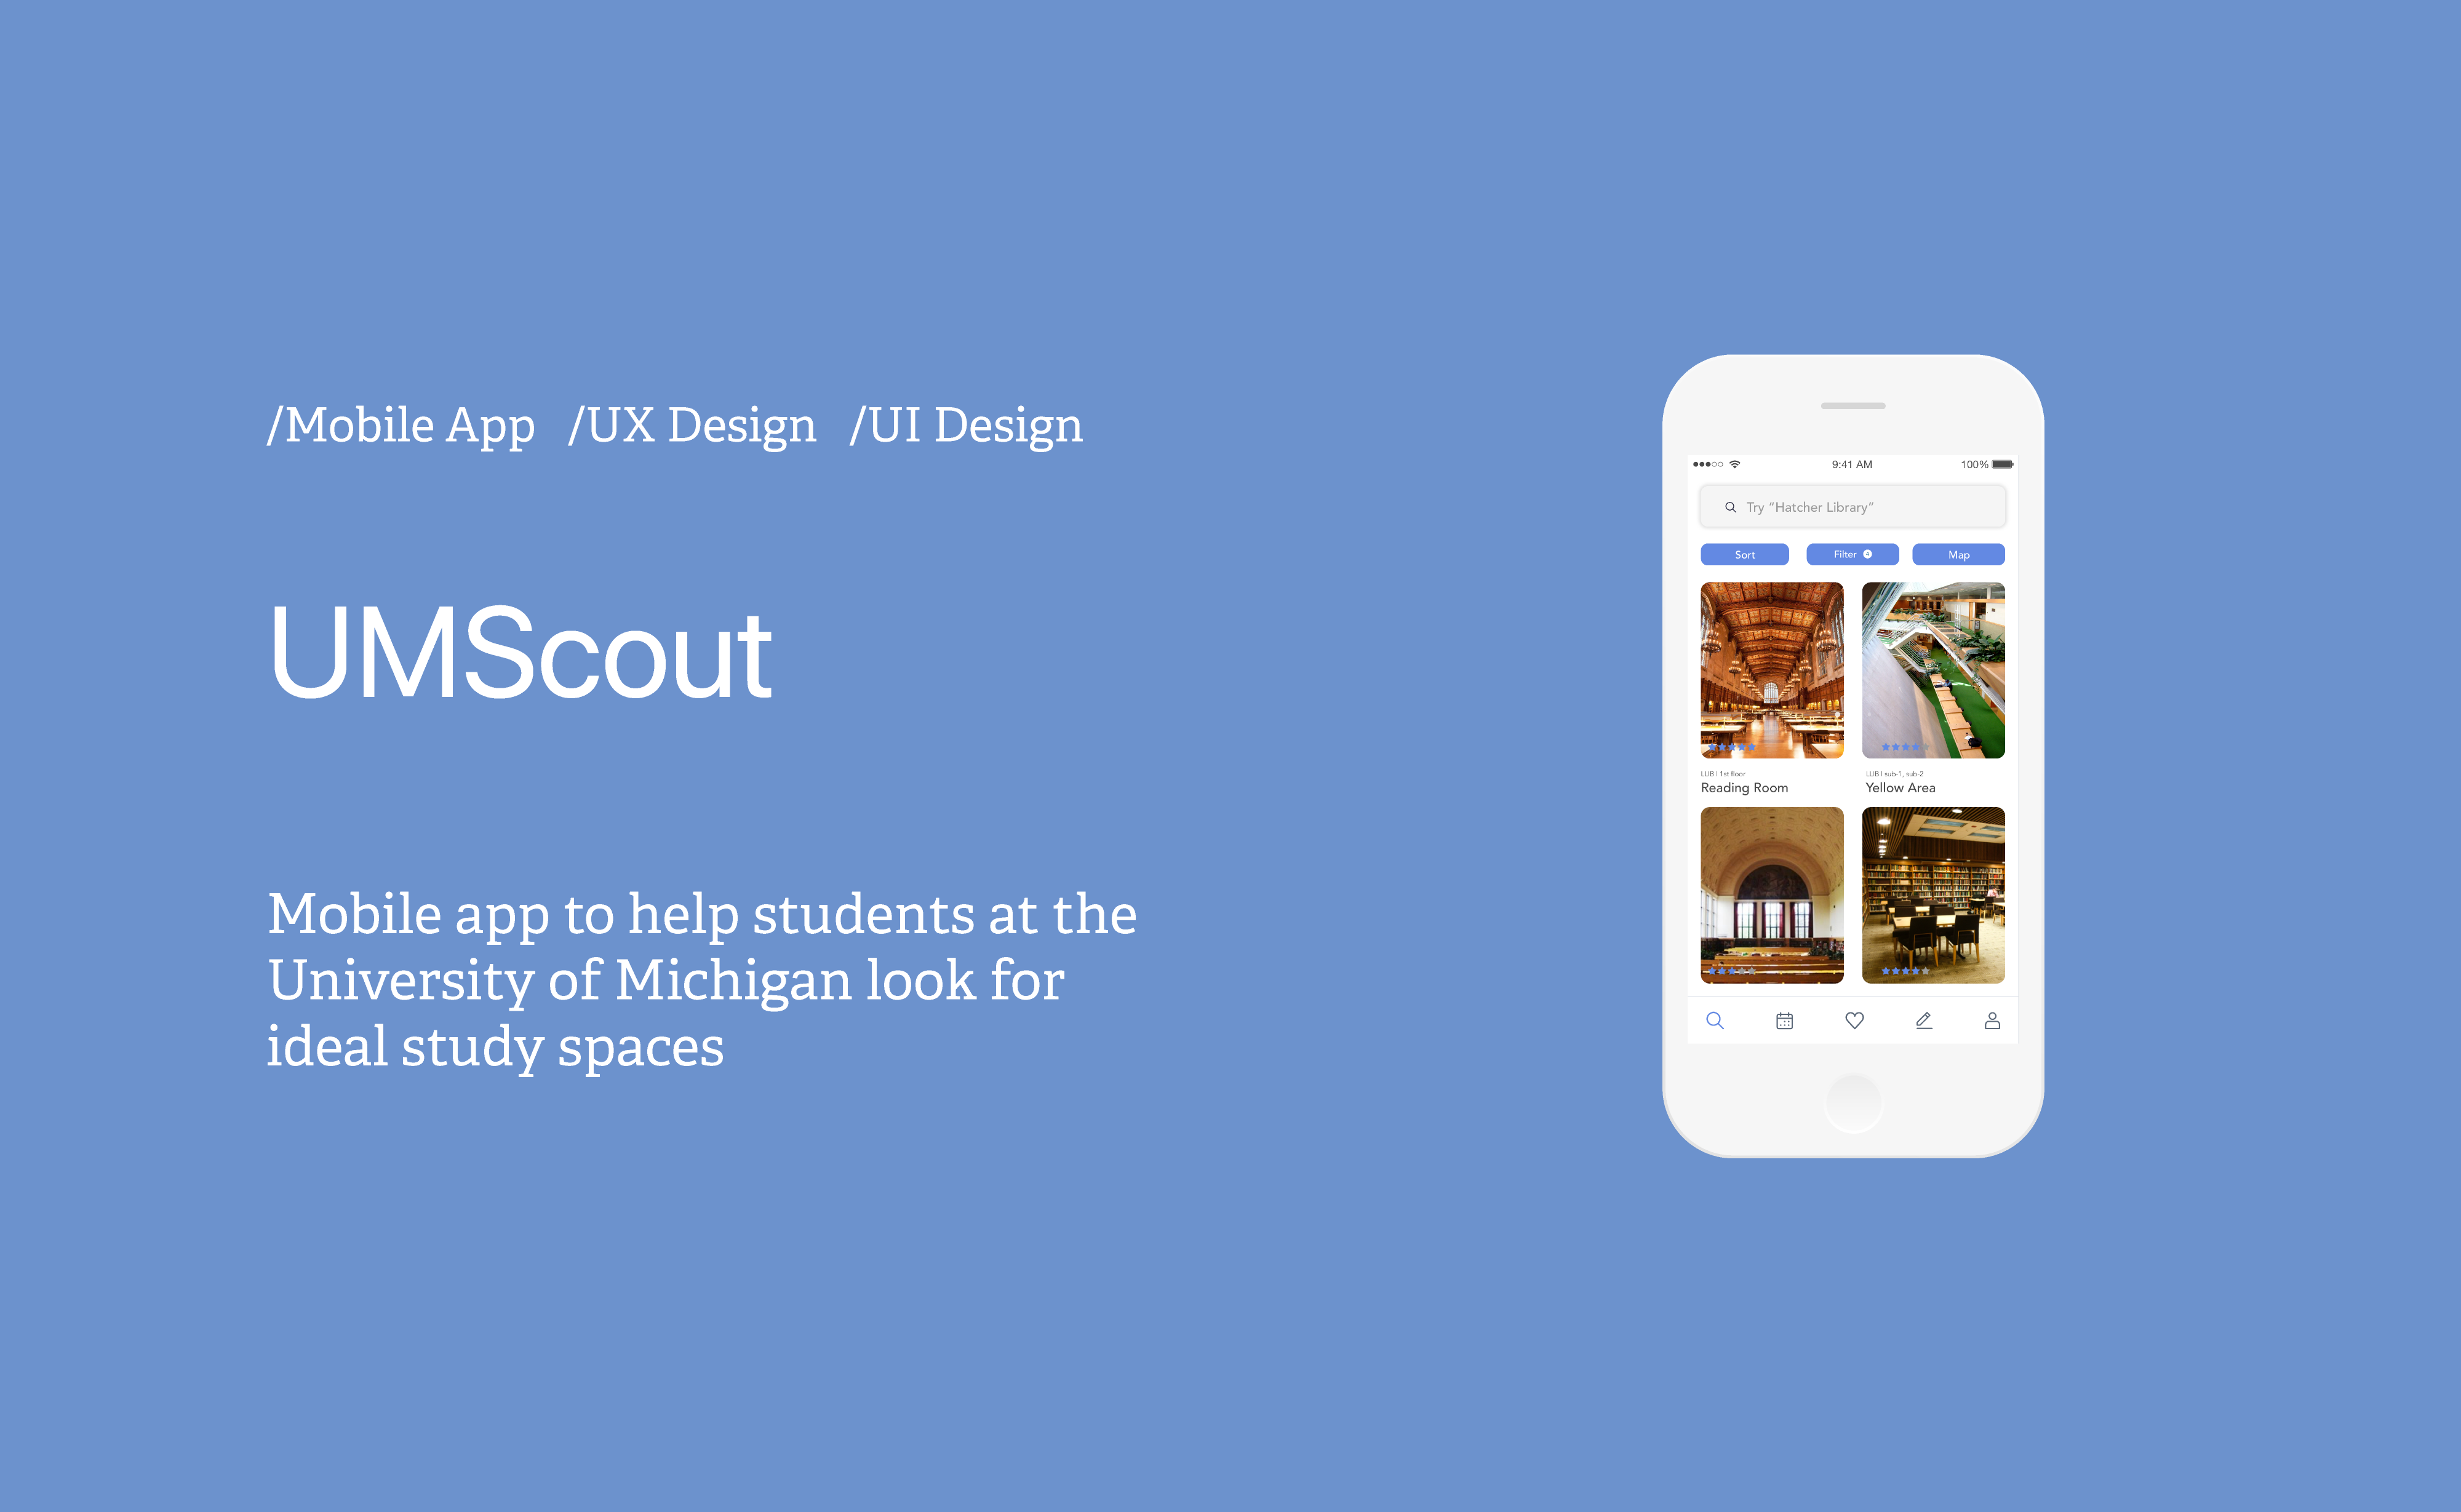 /Mobile App /UX Design /UI Design
UMScout
Mobile app to help students at the
University of Michigan look for
ideal study spaces
9:41 AM 100%
Try “Hatcher Library”
Sort Filter 4 Map
LLIB | 1st floor
Reading Room
LLIB | sub-1, sub-2
Yellow Area